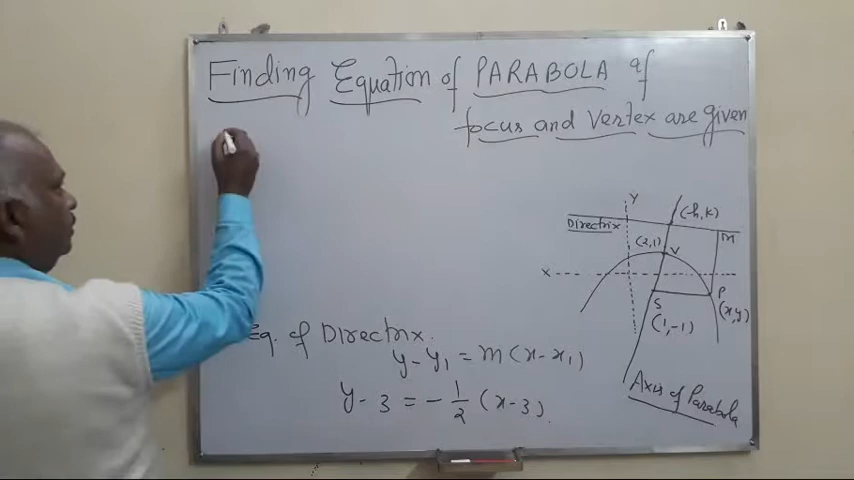 Finding Equation of PARABOLA of
focus and Vertex are given
Y
(-h,k)
Directrix
m
(2,1) V
X
S
P
(x,y)
(1,-1)
Eq. of Directrix.
y-y1 = m(x-x1)
y-3 = -1/2 (x-3).
Axis of Parabola